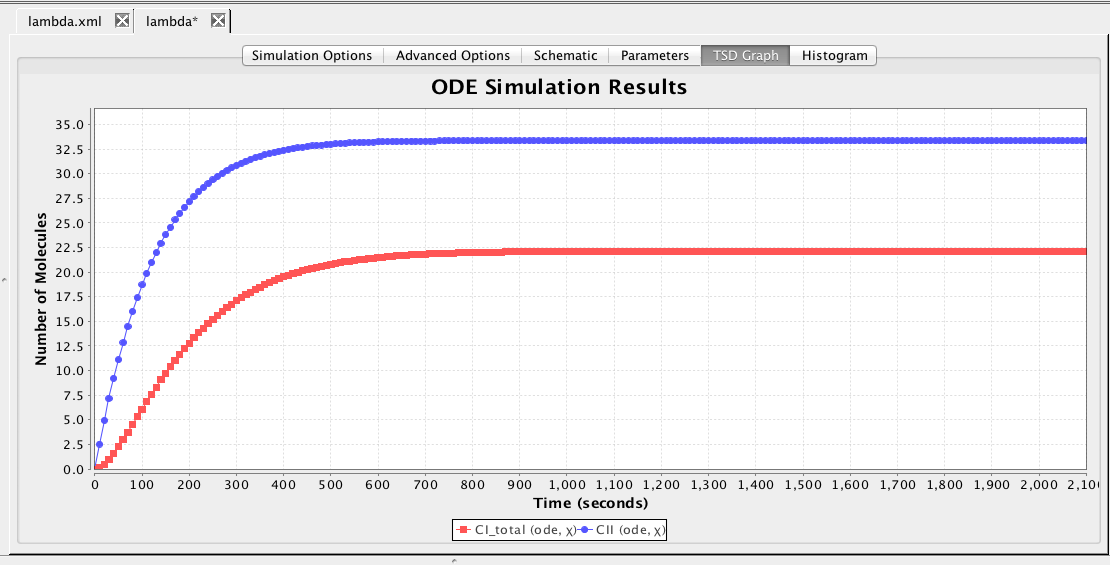 lambda.xml lambda*
Simulation Options Advanced Options Schematic Parameters TSD Graph Histogram
ODE Simulation Results
Number of Molecules
35.0
32.5
30.0
27.5
25.0
22.5
20.0
17.5
15.0
12.5
10.0
7.5
5.0
2.5
0.0
0 100 200 300 400 500 600 700 800 900 1,000 1,100 1,200 1,300 1,400 1,500 1,600 1,700 1,800 1,900 2,000 2,10
Time (seconds)
CI_total (ode, χ) CII (ode, χ)